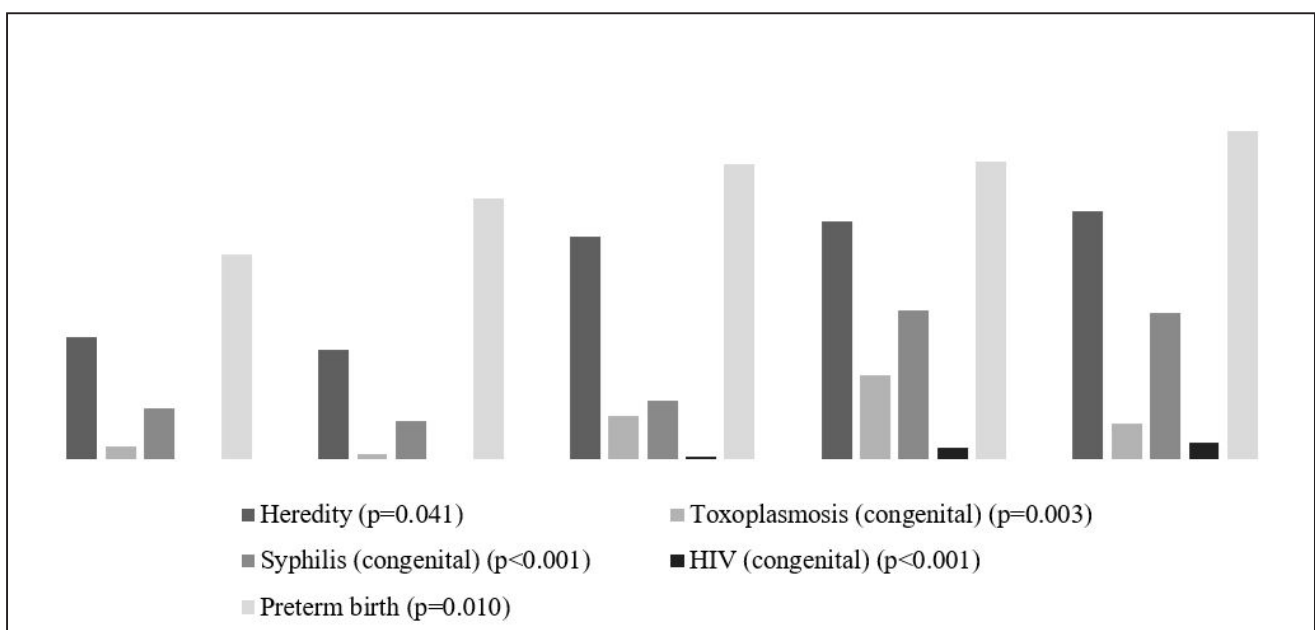 Heredity (p=0.041) Toxoplasmosis (congenital) (p=0.003)
Syphilis (congenital) (p<0.001) HIV (congenital) (p<0.001)
Preterm birth (p=0.010)